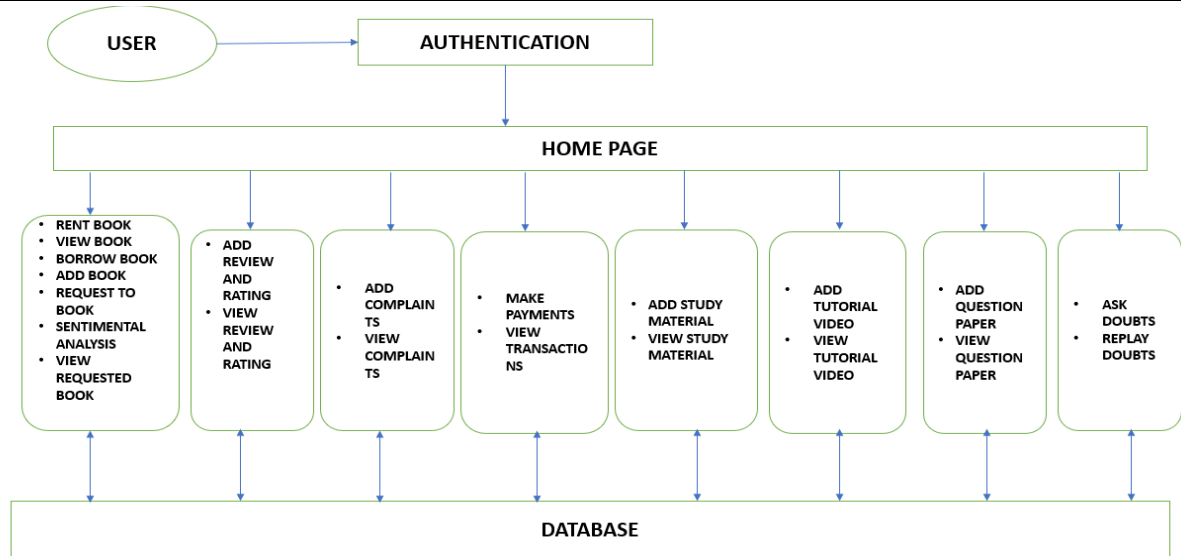 USER
AUTHENTICATION
HOME PAGE
• RENT BOOK
• VIEW BOOK
• BORROW BOOK
• ADD BOOK
• REQUEST TO
BOOK
• SENTIMENTAL
ANALYSIS
• VIEW
REQUESTED
BOOK
• ADD
REVIEW
AND
RATING
• VIEW
REVIEW
AND
RATING
• ADD
COMPLAIN
TS
• VIEW
COMPLAIN
TS
• MAKE
PAYMENTS
• VIEW
TRANSACTIO
NS
• ADD STUDY
MATERIAL
• VIEW STUDY
MATERIAL
• ADD
TUTORIAL
VIDEO
• VIEW
TUTORIAL
VIDEO
• ADD
QUESTION
PAPER
• VIEW
QUESTION
PAPER
• ASK
DOUBTS
• REPLAY
DOUBTS
DATABASE